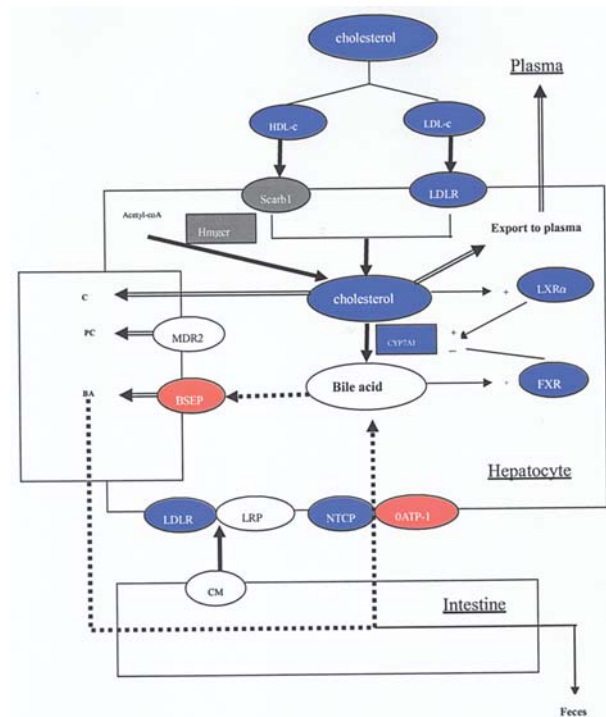 cholesterol
Plasma
HDL-c
LDL-c
Scarb1
LDLR
Acetyl-coA
Hmgcr
Export to plasma
C
cholesterol
+
LXRα
PC
MDR2
+
CYP7A1
−
BA
BSEP
Bile acid
+
FXR
Hepatocyte
LDLR
LRP
NTCP
0ATP-1
CM
Intestine
Feces